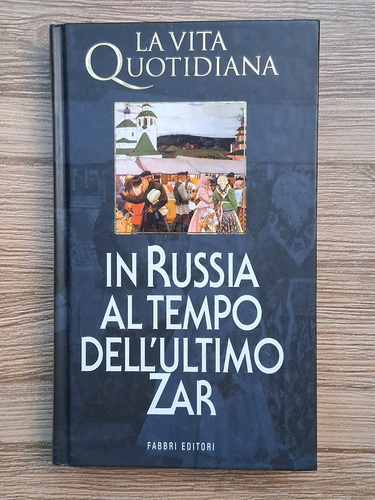 LA VITA
QUOTIDIANA
IN RUSSIA
AL TEMPO
DELL'ULTIMO
ZAR
FABBRI EDITORI